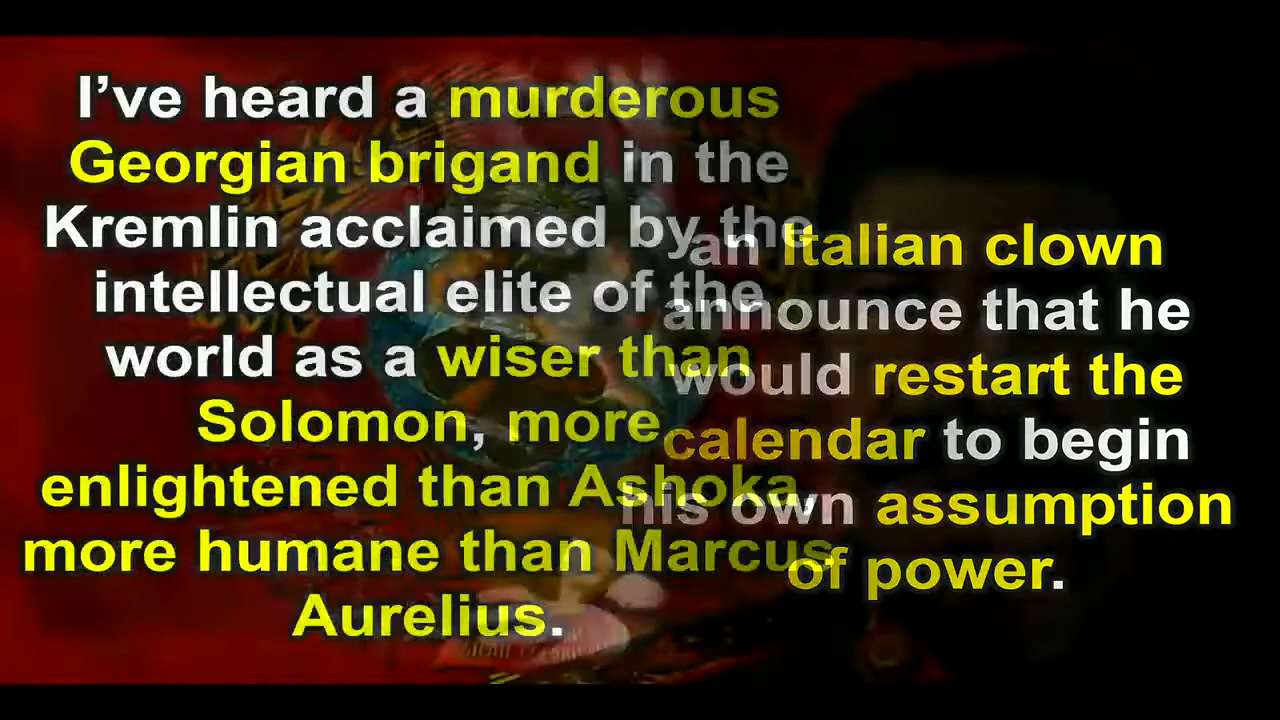 I've heard a murderous
Georgian brigand in the
Kremlin acclaimed by the
intellectual elite of the
world as a wiser than
Solomon, more
enlightened than Ashoka,
more humane than Marcus
Aurelius.
an Italian clown
announce that he
would restart the
calendar to begin
his own assumption
of power.